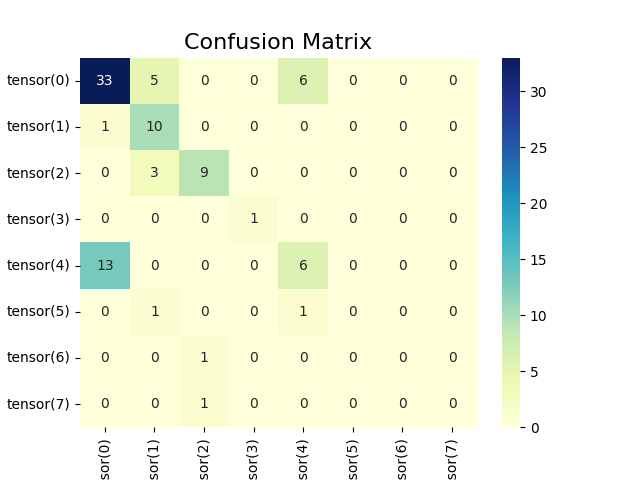 Confusion Matrix
tensor(0) 33 5 0 0 6 0 0 0
tensor(1) 1 10 0 0 0 0 0 0
tensor(2) 0 3 9 0 0 0 0 0
tensor(3) 0 0 0 1 0 0 0 0
tensor(4) 13 0 0 0 6 0 0 0
tensor(5) 0 1 0 0 1 0 0 0
tensor(6) 0 0 1 0 0 0 0 0
tensor(7) 0 0 1 0 0 0 0 0
sor(0) sor(1) sor(2) sor(3) sor(4) sor(5) sor(6) sor(7)
30
25
20
15
10
5
0